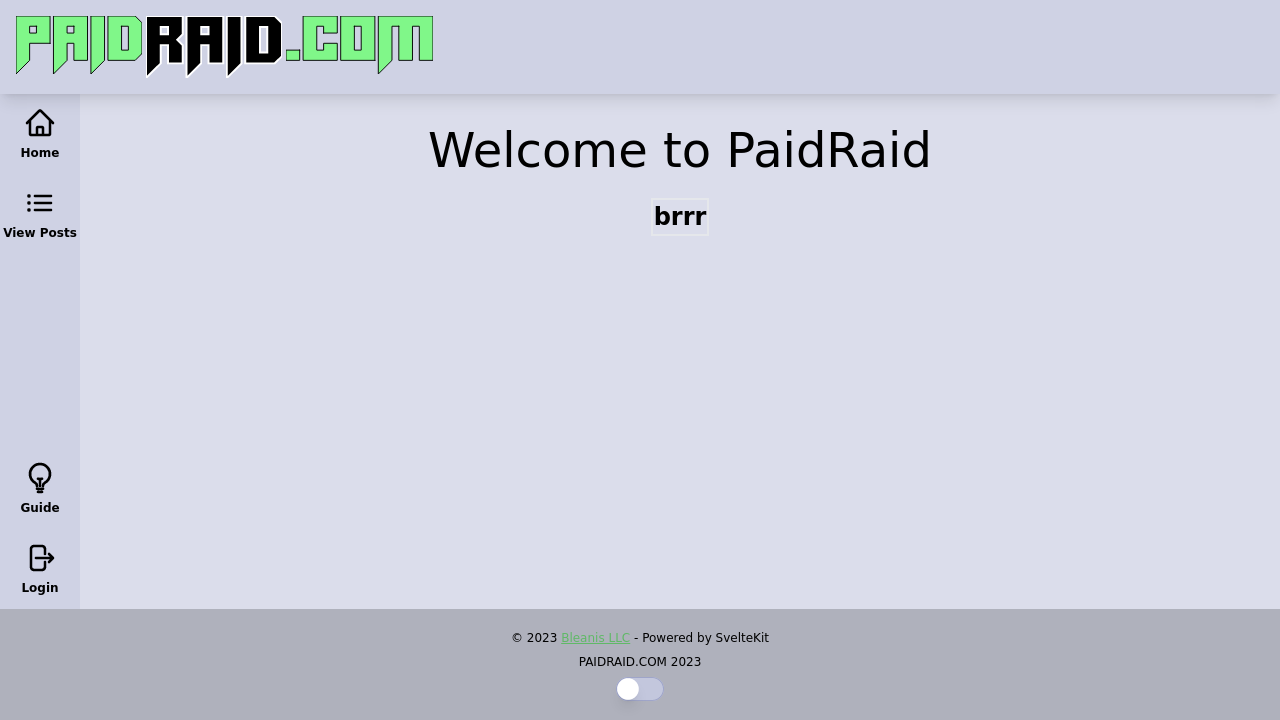 PAIDRAID.COM
Home
View Posts
Welcome to PaidRaid
brrr
Guide
Login
© 2023 Bleanis LLC - Powered by SvelteKit
PAIDRAID.COM 2023